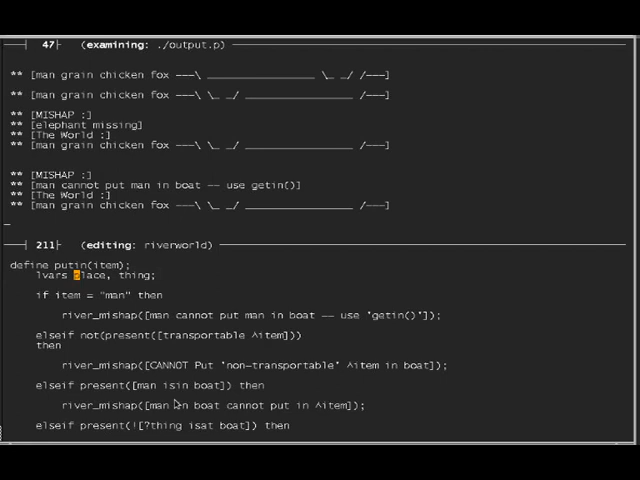 47 (examining: ./output.p)
** [man grain chicken fox ---\ _________________ \_ _/ /---]
** [man grain chicken fox ---\ \_ _/ _________________ /---]
** [MISHAP :]
** [elephant missing]
** [The World :]
** [man grain chicken fox ---\ \_ _/ _________________ /---]
** [MISHAP :]
** [man cannot put man in boat -- use getin()]
** [The World :]
** [man grain chicken fox ---\ \_ _/ _________________ /---]
211 (editing: riverworld)
define putin(item);
lvars place, thing;
if item = "man" then
river_mishap([man cannot put man in boat -- use 'getin()']);
elseif not(present([transportable ^item]))
then
river_mishap([CANNOT Put 'non-transportable' ^item in boat]);
elseif present([man isin boat]) then
river_mishap([man in boat cannot put in ^item]);
elseif present(![?thing isat boat]) then